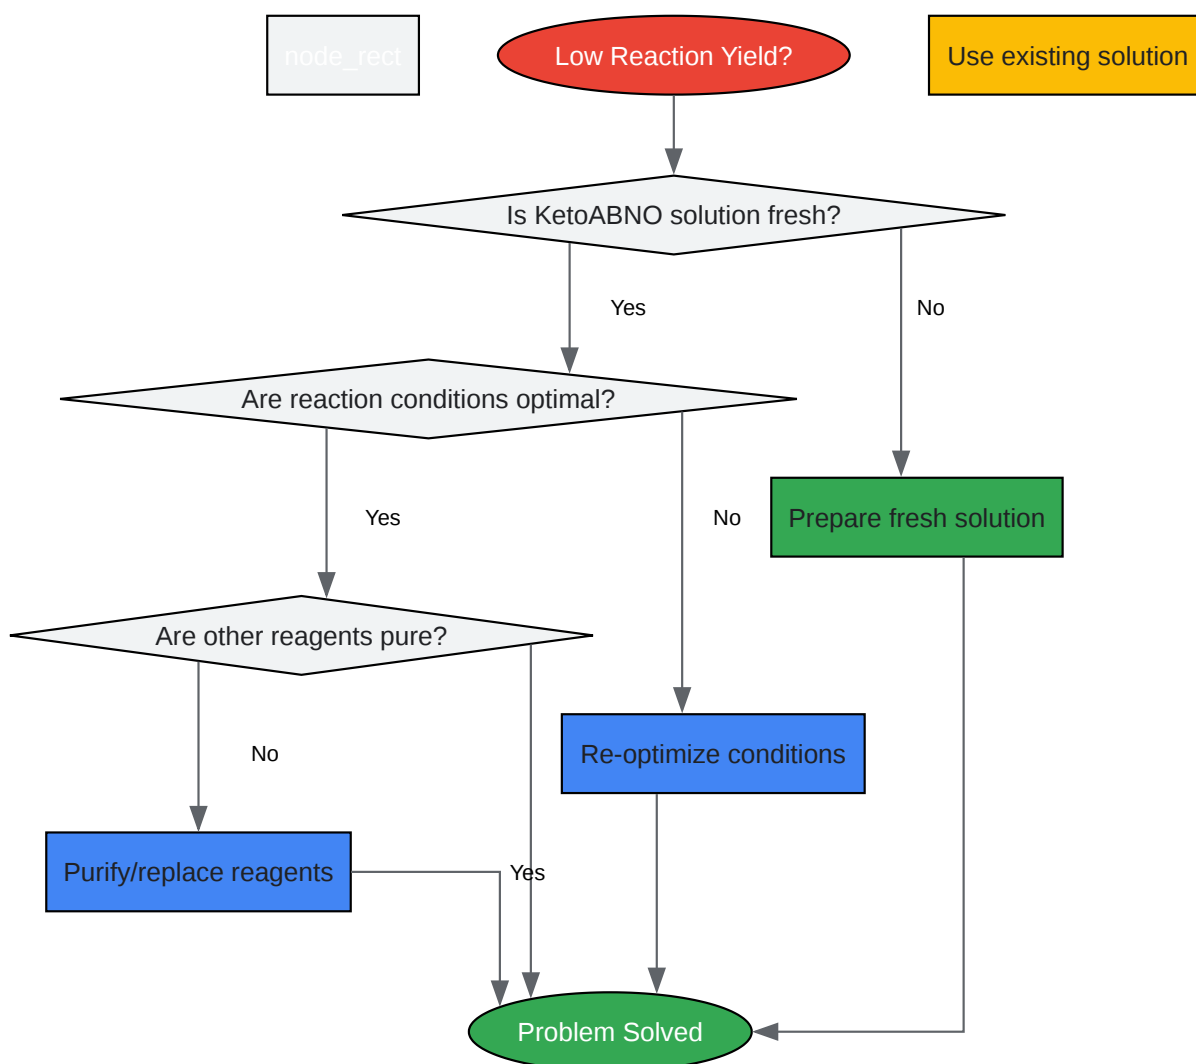 node_rect
Low Reaction Yield?
Use existing solution
Is KetoABNO solution fresh?
Yes
No
Are reaction conditions optimal?
Yes
No
Prepare fresh solution
Are other reagents pure?
No
Re-optimize conditions
Purify/replace reagents
Yes
Problem Solved